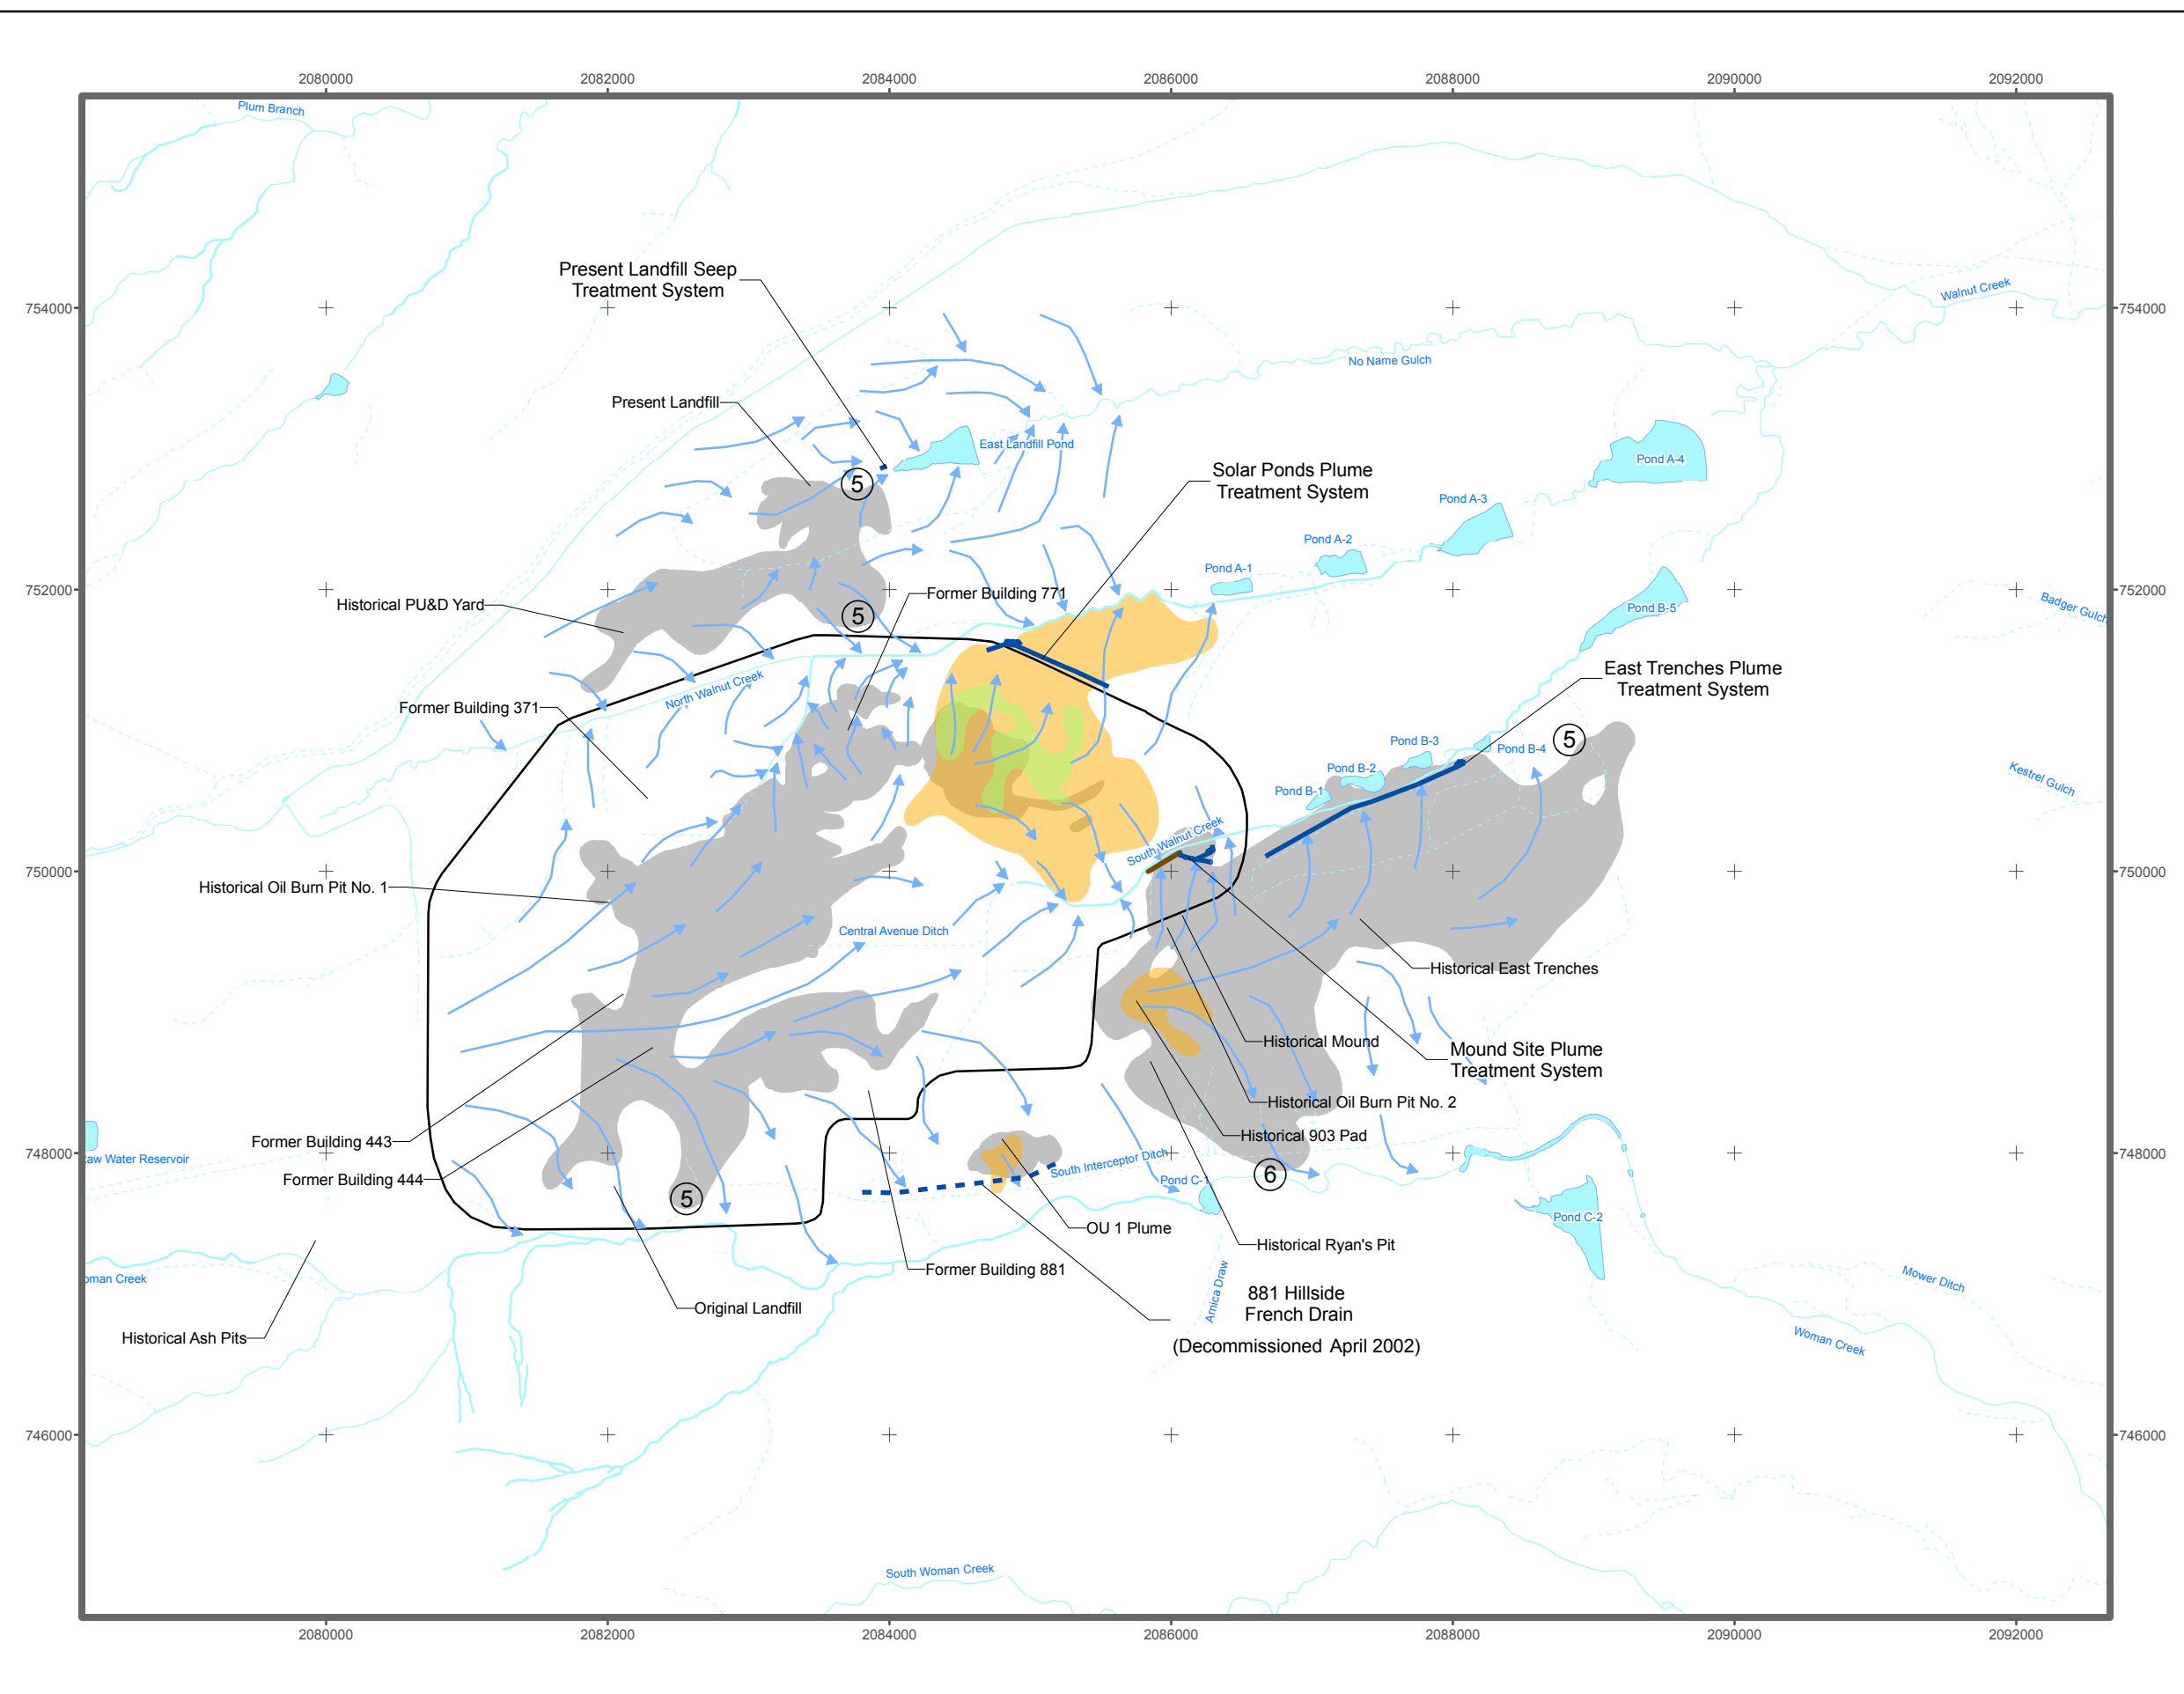 2080000
2082000
2084000
2086000
2088000
2090000
2092000
Plum Branch
Present Landfill Seep
Treatment System
754000
754000
Walnut Creek
No Name Gulch
Present Landfill
East Landfill Pond
Solar Ponds Plume
Treatment System
Pond A-4
5
Pond A-3
Pond A-2
Pond A-1
752000
752000
Former Building 771
Historical PU&D Yard
5
Pond B-5
Badger Gulch
East Trenches Plume
Treatment System
North Walnut Creek
Former Building 371
5
Pond B-3
Pond B-4
Pond B-2
Pond B-1
Kestrel Gulch
South Walnut Creek
750000
750000
Historical Oil Burn Pit No. 1
Central Avenue Ditch
Historical East Trenches
Historical Mound
Mound Site Plume
Treatment System
Historical Oil Burn Pit No. 2
Former Building 443
Historical 903 Pad
748000
748000
aw Water Reservoir
South Interceptor Ditch
Former Building 444
6
Pond C-1
5
Pond C-2
OU 1 Plume
Historical Ryan's Pit
Former Building 881
oman Creek
Arnica Draw
Mower Ditch
881 Hillside
French Drain
(Decommissioned April 2002)
Original Landfill
Historical Ash Pits
Woman Creek
746000
746000
South Woman Creek
2080000
2082000
2084000
2086000
2088000
2090000
2092000